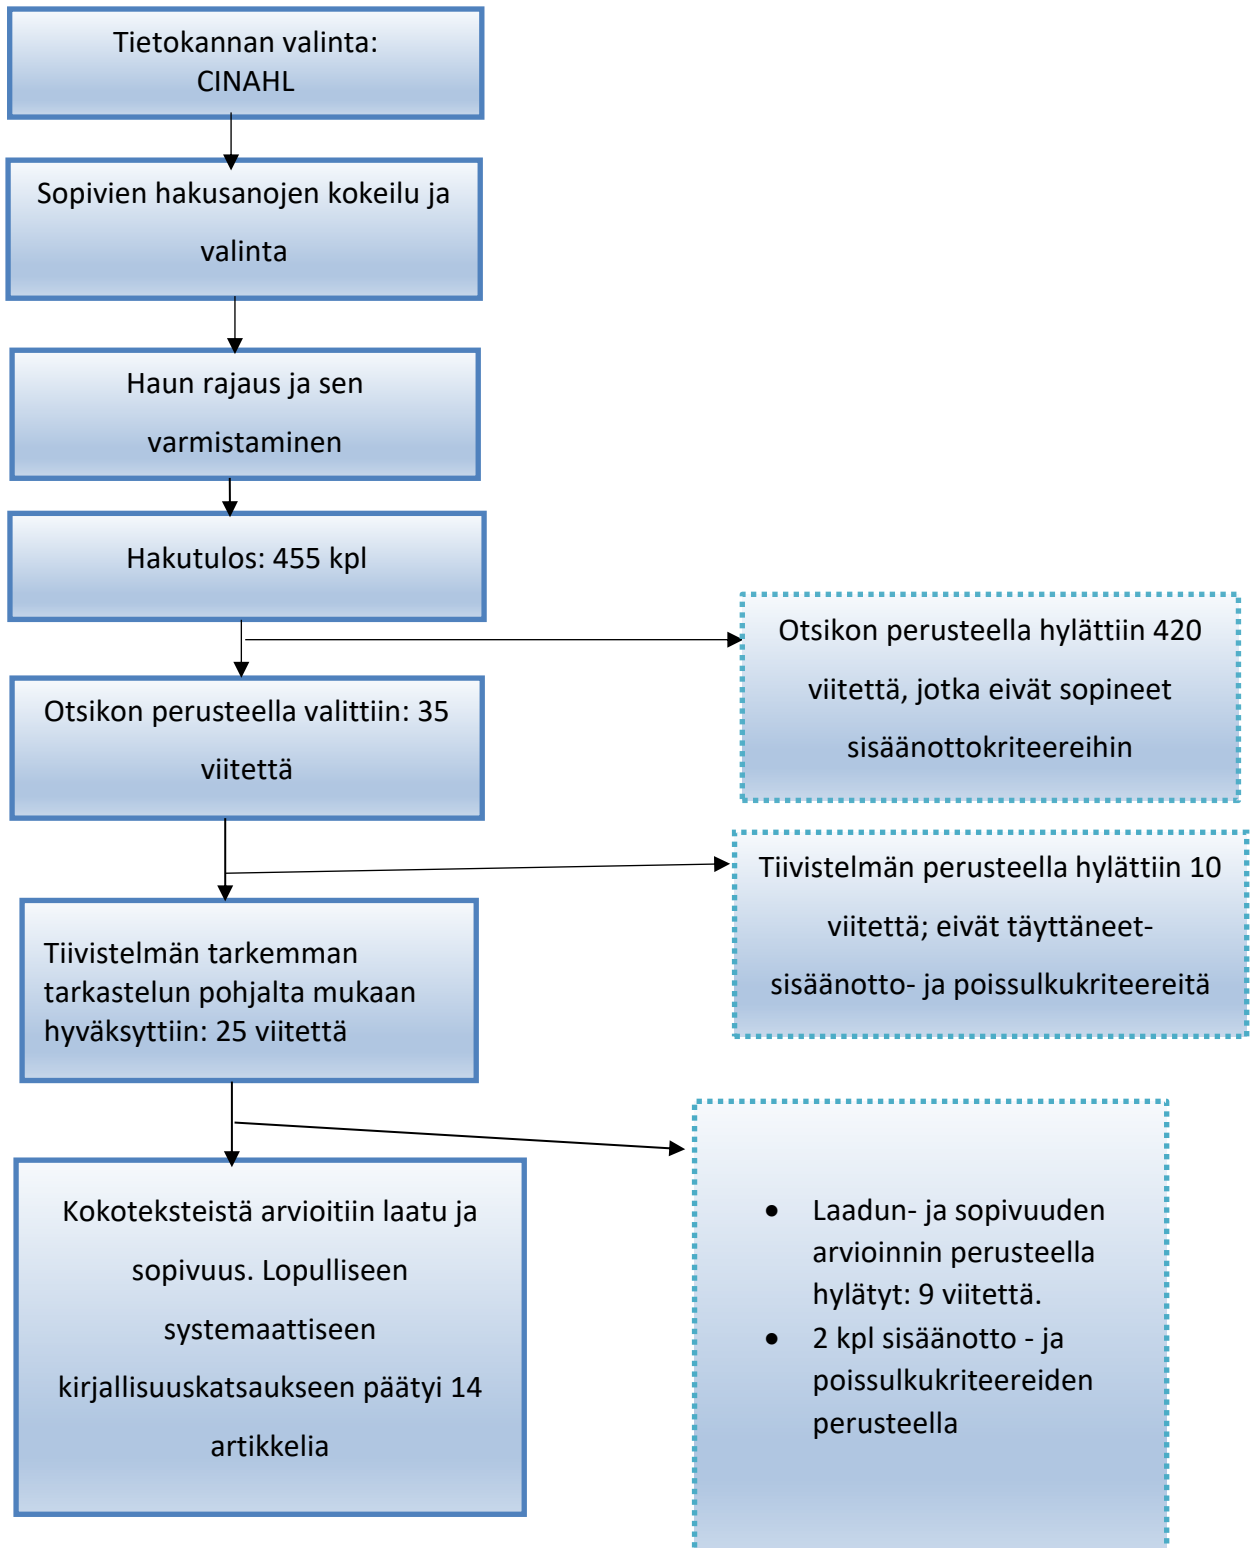 Tietokannan valinta:
CINAHL
Sopivien hakusanojen kokeilu ja
valinta
Haun rajaus ja sen
varmistaminen
Hakutulos: 455 kpl
Otsikon perusteella hylättiin 420
viitettä, jotka eivät sopineet
sisäänottokriteereihin
Otsikon perusteella valittiin: 35
viitettä
Tiivistelmän perusteella hylättiin 10
viitettä; eivät täyttäneet-
sisäänotto- ja poissulkukriteereitä
Tiivistelmän tarkemman
tarkastelun pohjalta mukaan
hyväksyttiin: 25 viitettä
Kokoteksteistä arvioitiin laatu ja
sopivuus. Lopulliseen
systemaattiseen
kirjallisuuskatsaukseen päätyi 14
artikkelia
• Laadun- ja sopivuuden
arvioinnin perusteella
hylätyt: 9 viitettä.
• 2 kpl sisäänotto - ja
poissulkukriteereiden
perusteella